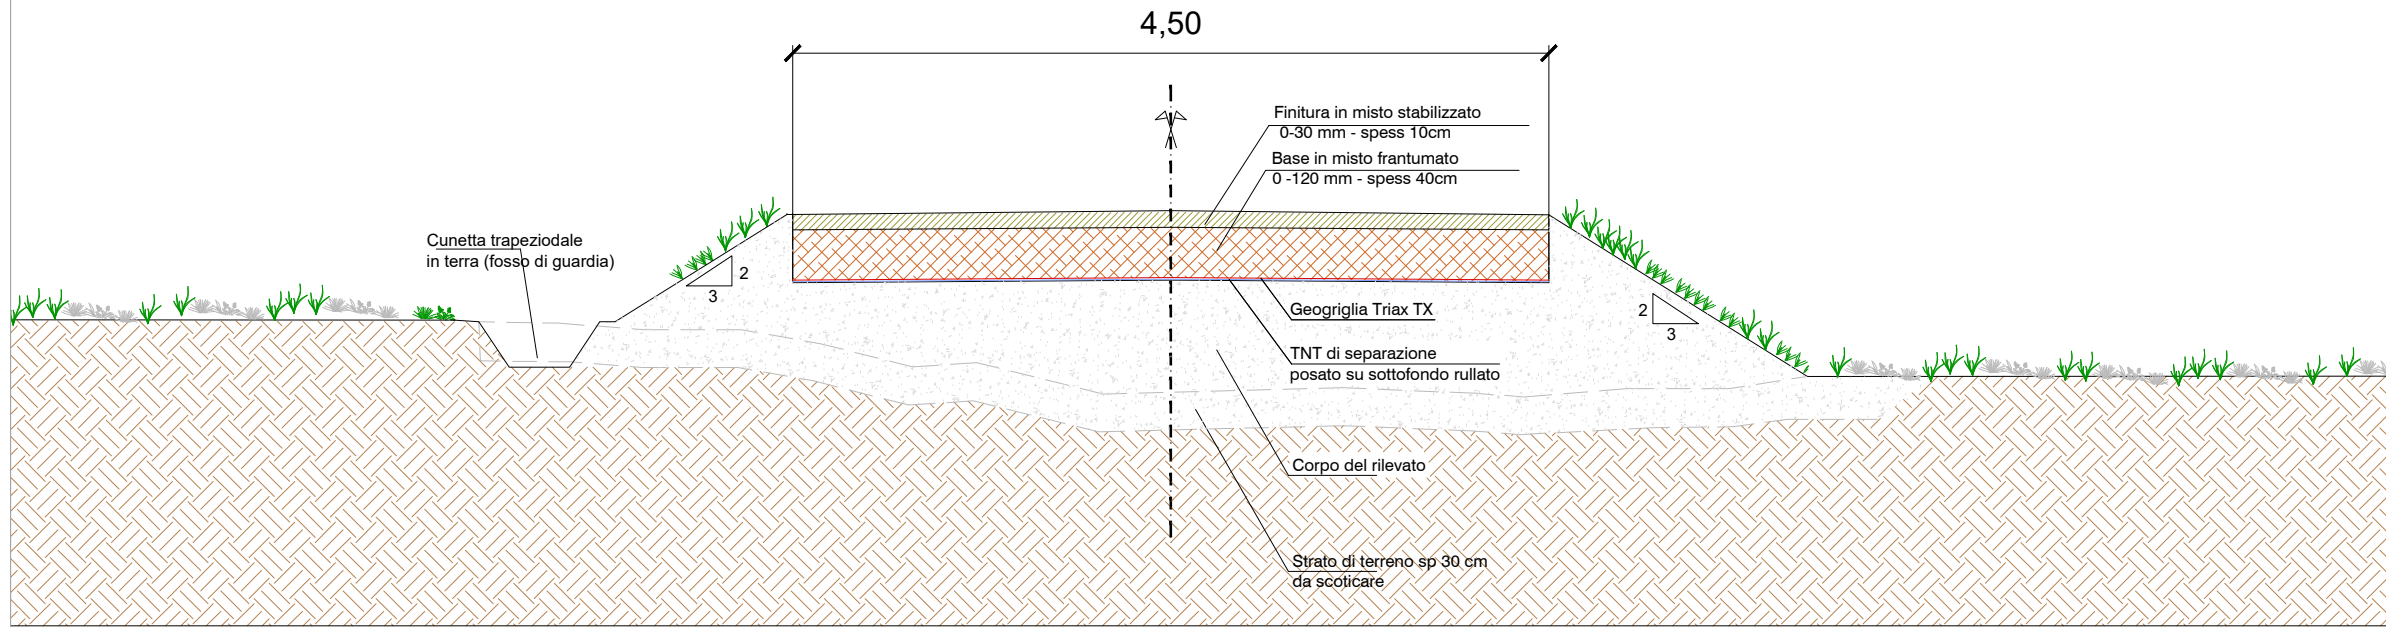 4,50
Finitura in misto stabilizzato
0-30 mm - spess 10cm
Base in misto frantumato
0 -120 mm - spess 40cm
Cunetta trapeziodale
in terra (fosso di guardia)
2
3
Geogriglia Triax TX
2
3
TNT di separazione
posato su sottofondo rullato
Corpo del rilevato
Strato di terreno sp 30 cm
da scoticare